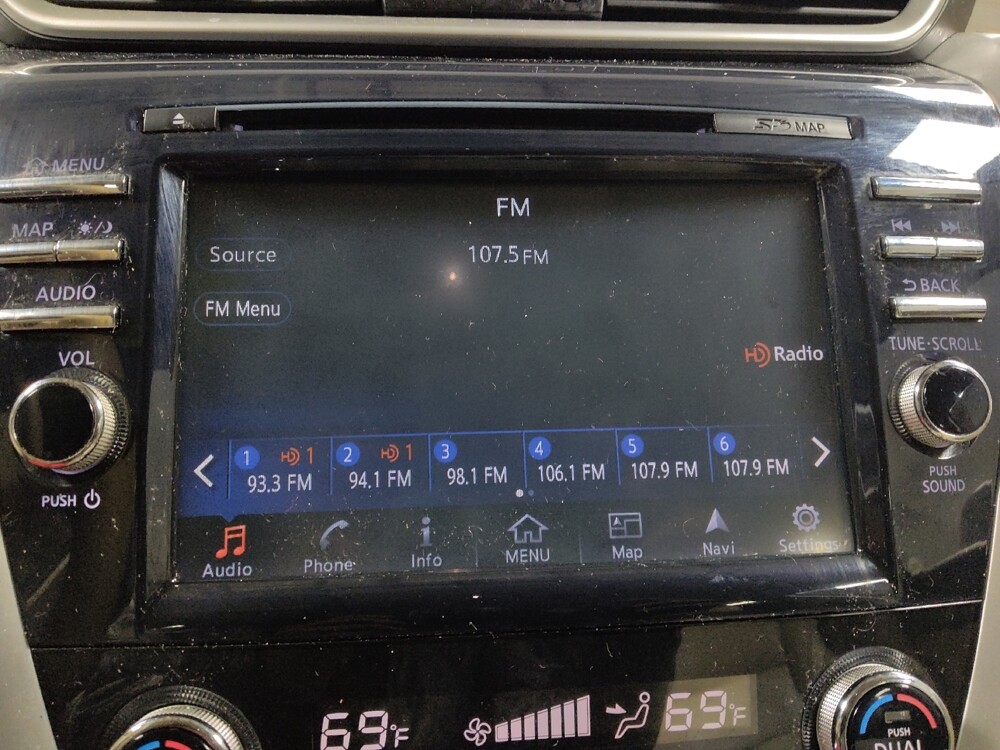 MAP
MENU
MAP
AUDIO
VOL
PUSH
FM
107.5 FM
Source
FM Menu
HD Radio
1 HD 1
93.3 FM
2 HD 1
94.1 FM
3
98.1 FM
4
106.1 FM
5
107.9 FM
6
107.9 FM
Audio
Phone
Info
MENU
Map
Navi
Settings
BACK
TUNE·SCROLL
PUSH
SOUND
69°F
69°F
PUSH
DUAL